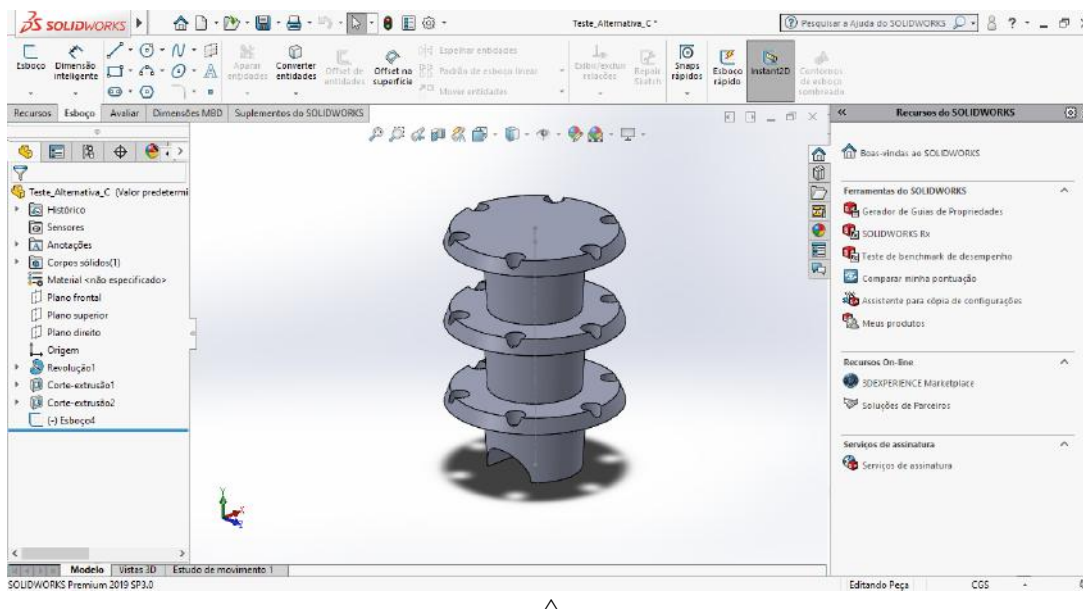 SOLIDWORKS
Teste_Alternativa_C *
Pesquisar a Ajuda do SOLIDWORKS
Esboço
Dimensão inteligente
Aparar entidades
Converter entidades
Offset de entidades
Offset na superfície
Espelhar entidades
Padrão de esboço linear
Mover entidades
Exibir/excluir relações
Repair Sketch
Snaps rápidos
Esboço rápido
Instant2D
Contornos de esboço sombreado
Recursos Esboço Avaliar Dimensões MBD Suplementos do SOLIDWORKS
Teste_Alternativa_C (Valor predetermi
Histórico
Sensores
Anotações
Corpos sólidos(1)
Material <não especificado>
Plano frontal
Plano superior
Plano direito
Origem
Revolução1
Corte-extrusão1
Corte-extrusão2
(-) Esboço4
Recursos do SOLIDWORKS
Boas-vindas ao SOLIDWORKS
Ferramentas do SOLIDWORKS
Gerador de Guias de Propriedades
SOLIDWORKS Rx
Teste de benchmark de desempenho
Comparar minha pontuação
Assistente para cópia de configurações
Meus produtos
Recursos On-line
3DEXPERIENCE Marketplace
Soluções de Parceiros
Serviços de assinatura
Serviços de assinatura
Modelo Vistas 3D Estudo de movimento 1
SOLIDWORKS Premium 2019 SP3.0
Editando Peça CGS